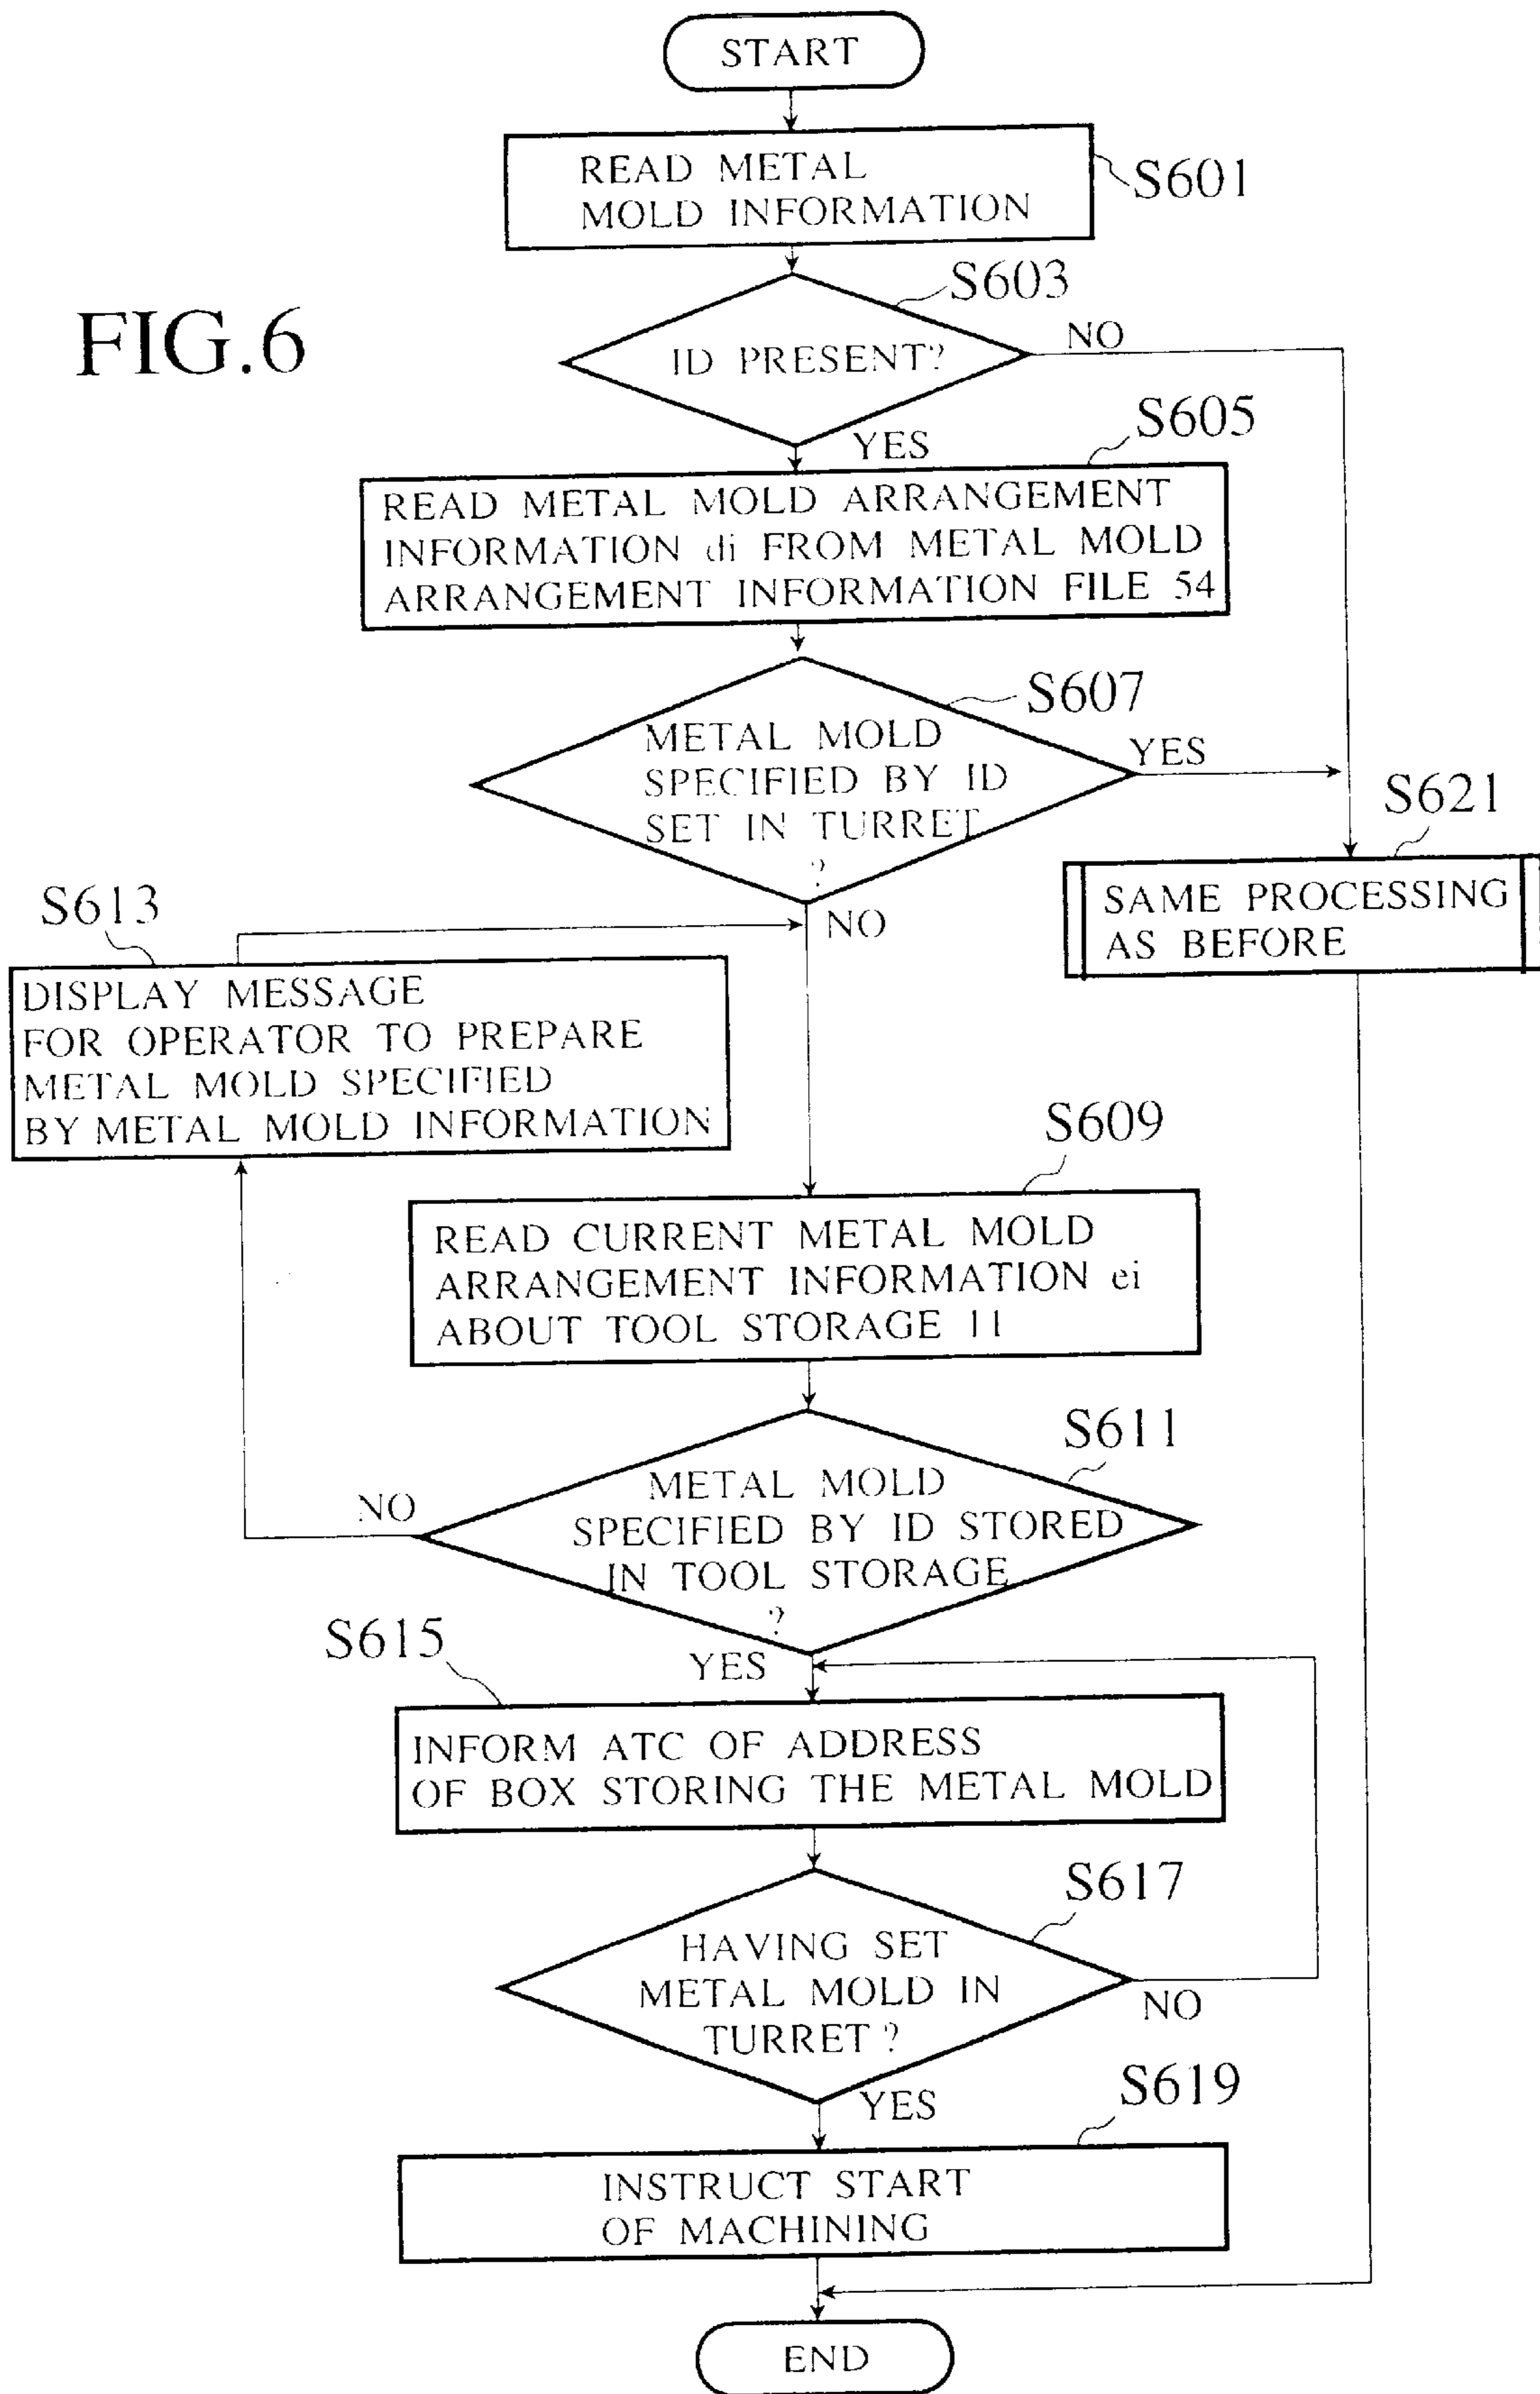 START
READ METAL
MOLD INFORMATION
S601
S603
FIG.6
ID PRESENT?
NO
YES
S605
READ METAL MOLD ARRANGEMENT
INFORMATION di FROM METAL MOLD
ARRANGEMENT INFORMATION FILE 54
S607
METAL MOLD
SPECIFIED BY ID
SET IN TURRET
?
YES
NO
S621
SAME PROCESSING
AS BEFORE
S613
DISPLAY MESSAGE
FOR OPERATOR TO PREPARE
METAL MOLD SPECIFIED
BY METAL MOLD INFORMATION
S609
READ CURRENT METAL MOLD
ARRANGEMENT INFORMATION ei
ABOUT TOOL STORAGE 11
S611
METAL MOLD
SPECIFIED BY ID STORED
IN TOOL STORAGE
?
NO
YES
S615
INFORM ATC OF ADDRESS
OF BOX STORING THE METAL MOLD
S617
HAVING SET
METAL MOLD IN
TURRET ?
NO
YES
S619
INSTRUCT START
OF MACHINING
END